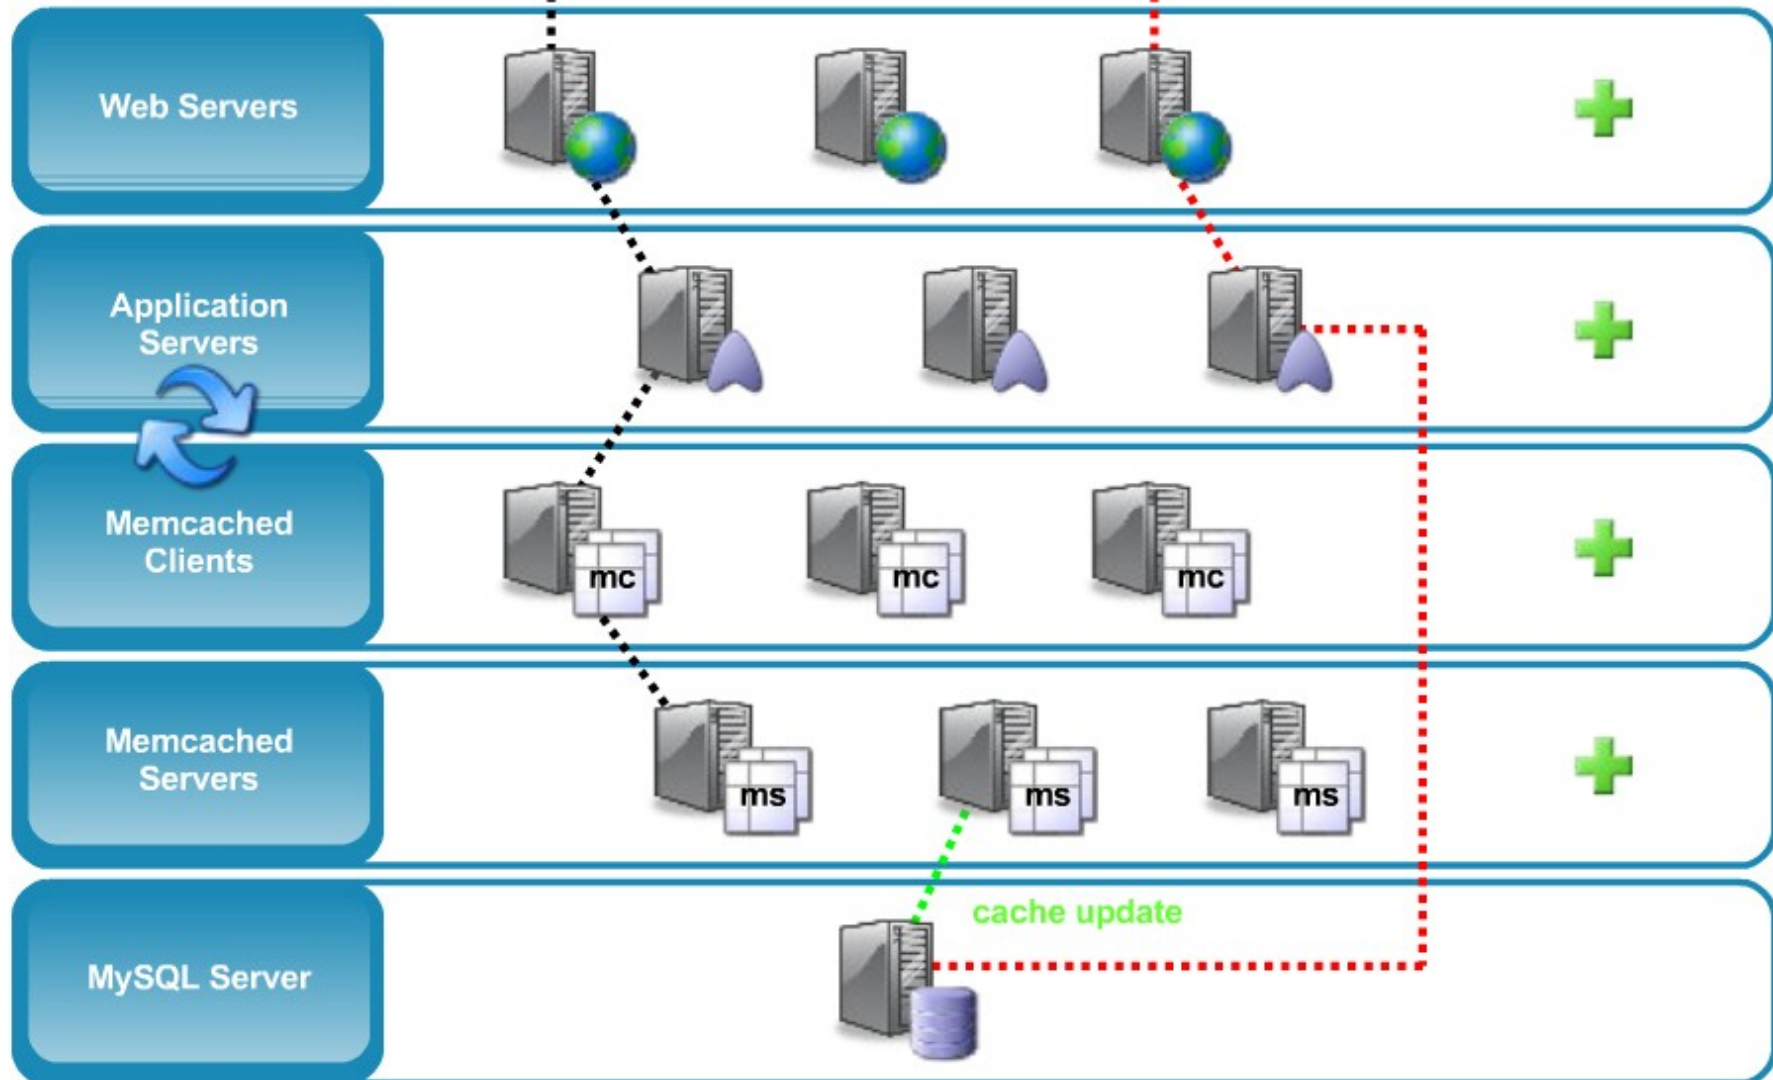 Web Servers
Application
Servers
Memcached
Clients
mc
mc
mc
Memcached
Servers
ms
ms
ms
cache update
MySQL Server